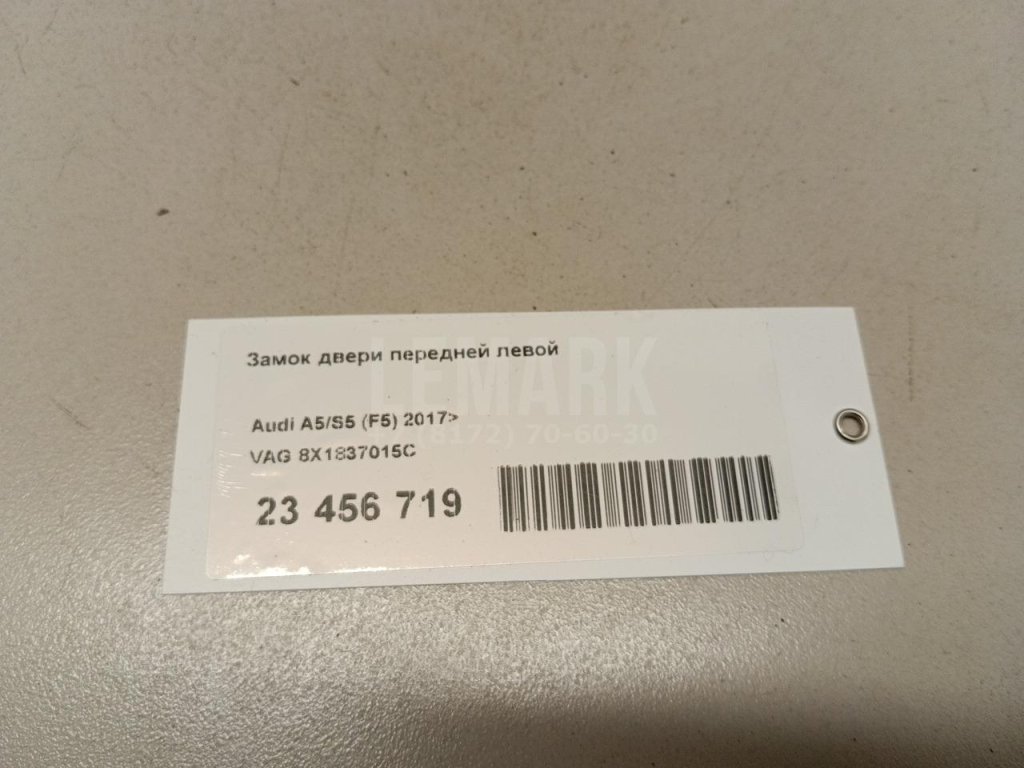 Замок двери передней левой
LEMARK
Audi A5/S5 (F5) 2017>
(8172) 70-60-30
VAG 8X1837015C
23 456 719